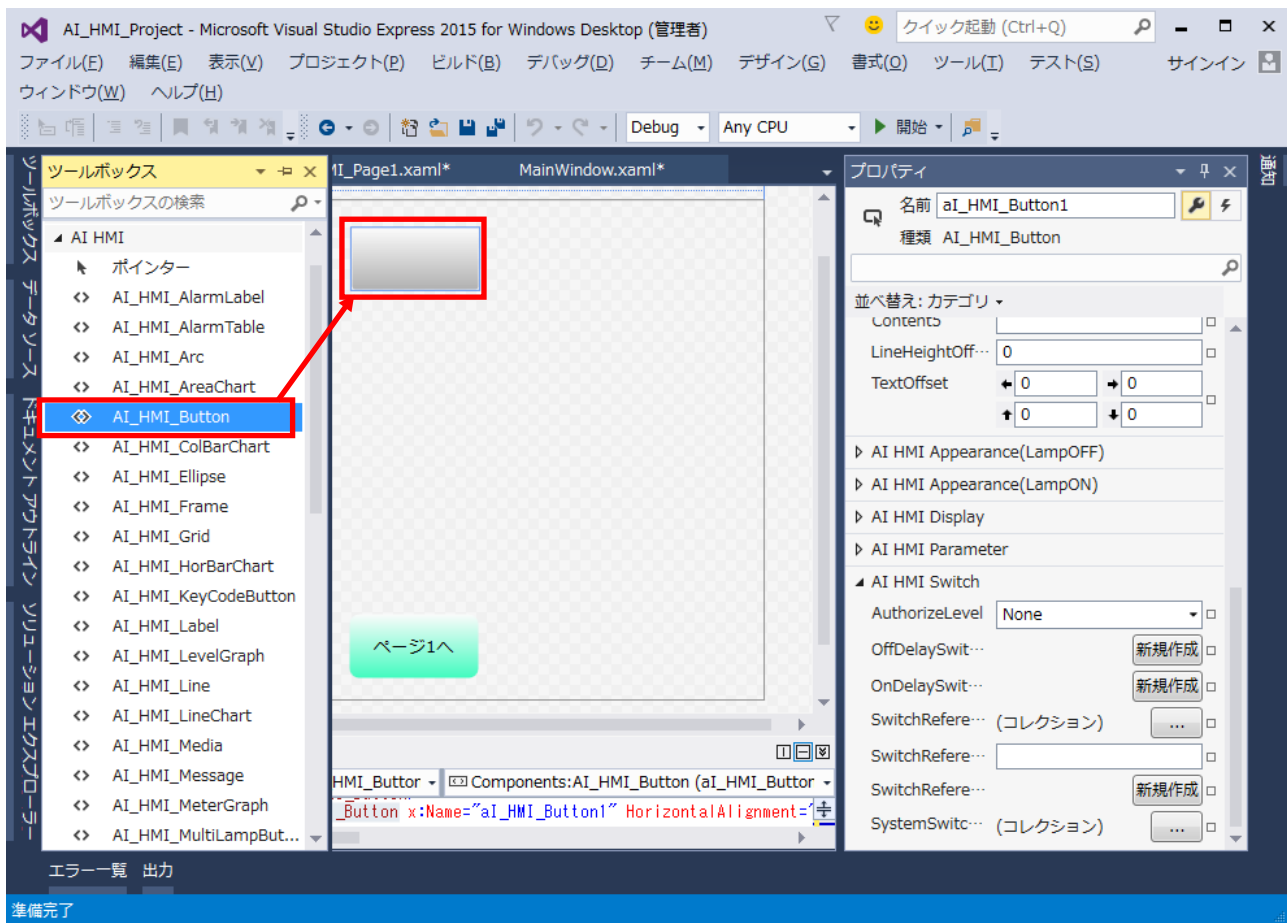 AI_HMI_Project - Microsoft Visual Studio Express 2015 for Windows Desktop (管理者)
クイック起動 (Ctrl+Q)
ファイル(F) 編集(E) 表示(V) プロジェクト(P) ビルド(B) デバッグ(D) チーム(M) デザイン(G) 書式(O) ツール(T) テスト(S) サインイン
ウィンドウ(W) ヘルプ(H)
Debug Any CPU 開始
ツールボックス データ ソース ドキュメント アウトライン ソリューション エクスプローラー
ツールボックス
ツールボックスの検索
AI HMI
ポインター
AI_HMI_AlarmLabel
AI_HMI_AlarmTable
AI_HMI_Arc
AI_HMI_AreaChart
AI_HMI_Button
AI_HMI_ColBarChart
AI_HMI_Ellipse
AI_HMI_Frame
AI_HMI_Grid
AI_HMI_HorBarChart
AI_HMI_KeyCodeButton
AI_HMI_Label
AI_HMI_LevelGraph
AI_HMI_Line
AI_HMI_LineChart
AI_HMI_Media
AI_HMI_Message
AI_HMI_MeterGraph
AI_HMI_MultiLampBut...
MI_Page1.xaml* MainWindow.xaml*
ページ1へ
HMI_Buttor Components:AI_HMI_Button (aI_HMI_Buttor
_Button x:Name="aI_HMI_Button1" HorizontalAlignment="
プロパティ
名前 aI_HMI_Button1
種類 AI_HMI_Button
並べ替え: カテゴリ
Content5
LineHeightOff… 0
TextOffset 0 0
0 0
AI HMI Appearance(LampOFF)
AI HMI Appearance(LampON)
AI HMI Display
AI HMI Parameter
AI HMI Switch
AuthorizeLevel None
OffDelaySwit… 新規作成
OnDelaySwit… 新規作成
SwitchRefere… (コレクション) ...
SwitchRefere…
SwitchRefere… 新規作成
SystemSwitc… (コレクション) ...
通知
エラー一覧 出力
準備完了